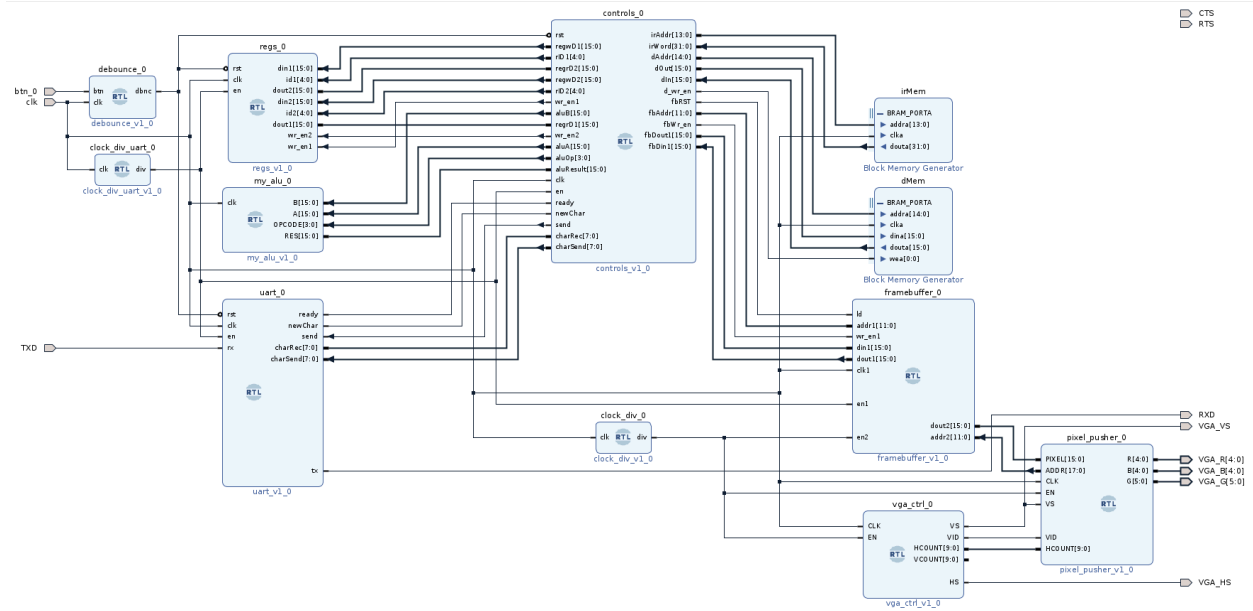 controls_0
rst
regwD1[15:0]
rID1[4:0]
regrD2[15:0]
regwD2[15:0]
rID2[4:0]
wr_en1
aluB[15:0]
regrD1[15:0]
wr_en2
aluA[15:0]
aluOp[3:0]
aluResult[15:0]
clk
en
ready
newChar
send
charRec[7:0]
charSend[7:0]
irAddr[13:0]
irWord[31:0]
dAddr[14:0]
dOut[15:0]
dIn[15:0]
d_wr_en
fbRST
fbAddr[11:0]
fbWr_en
fbDout1[15:0]
fbDin1[15:0]
RTL
controls_v1_0
CTS
RTS
regs_0
rst
clk
en
din1[15:0]
id1[4:0]
dout2[15:0]
din2[15:0]
id2[4:0]
dout1[15:0]
wr_en2
wr_en1
RTL
regs_v1_0
debounce_0
btn_0
clk
btn
clk
dbnc
RTL
debounce_v1_0
clock_div_uart_0
clk
RTL
div
clock_div_uart_v1_0
my_alu_0
clk
B[15:0]
A[15:0]
OPCODE[3:0]
RES[15:0]
RTL
my_alu_v1_0
irMem
BRAM_PORTA
addra[13:0]
clka
douta[31:0]
Block Memory Generator
dMem
BRAM_PORTA
addra[14:0]
clka
dina[15:0]
douta[15:0]
wea[0:0]
Block Memory Generator
uart_0
TXD
rst
clk
en
rx
ready
newChar
send
charRec[7:0]
charSend[7:0]
tx
RTL
uart_v1_0
framebuffer_0
ld
addr1[11:0]
wr_en1
din1[15:0]
dout1[15:0]
clk1
en1
en2
dout2[15:0]
addr2[11:0]
RTL
framebuffer_v1_0
clock_div_0
clk
RTL
div
clock_div_v1_0
RXD
VGA_VS
pixel_pusher_0
PIXEL[15:0]
ADDR[17:0]
CLK
EN
VS
VID
HCOUNT[9:0]
R[4:0]
B[4:0]
G[5:0]
RTL
pixel_pusher_v1_0
VGA_R[4:0]
VGA_B[4:0]
VGA_G[5:0]
vga_ctrl_0
CLK
EN
VS
VID
HCOUNT[9:0]
VCOUNT[9:0]
HS
RTL
vga_ctrl_v1_0
VGA_HS